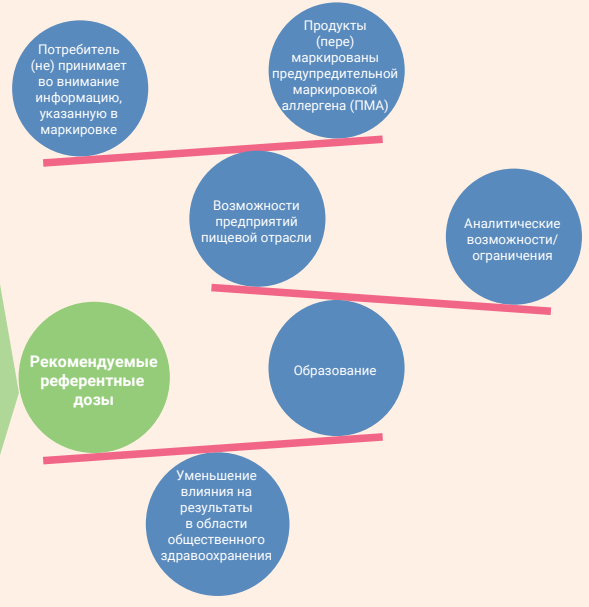 Потребитель
(не) принимает
во внимание
информацию,
указанную в
маркировке
Продукты
(пере)
маркированы
предупредительной
маркировкой
аллергена (ПМА)
Возможности
предприятий
пищевой отрасли
Аналитические
возможности/
ограничения
Рекомендуемые
референтные
дозы
Образование
Уменьшение
влияния на
результаты
в области
общественного
здравоохранения